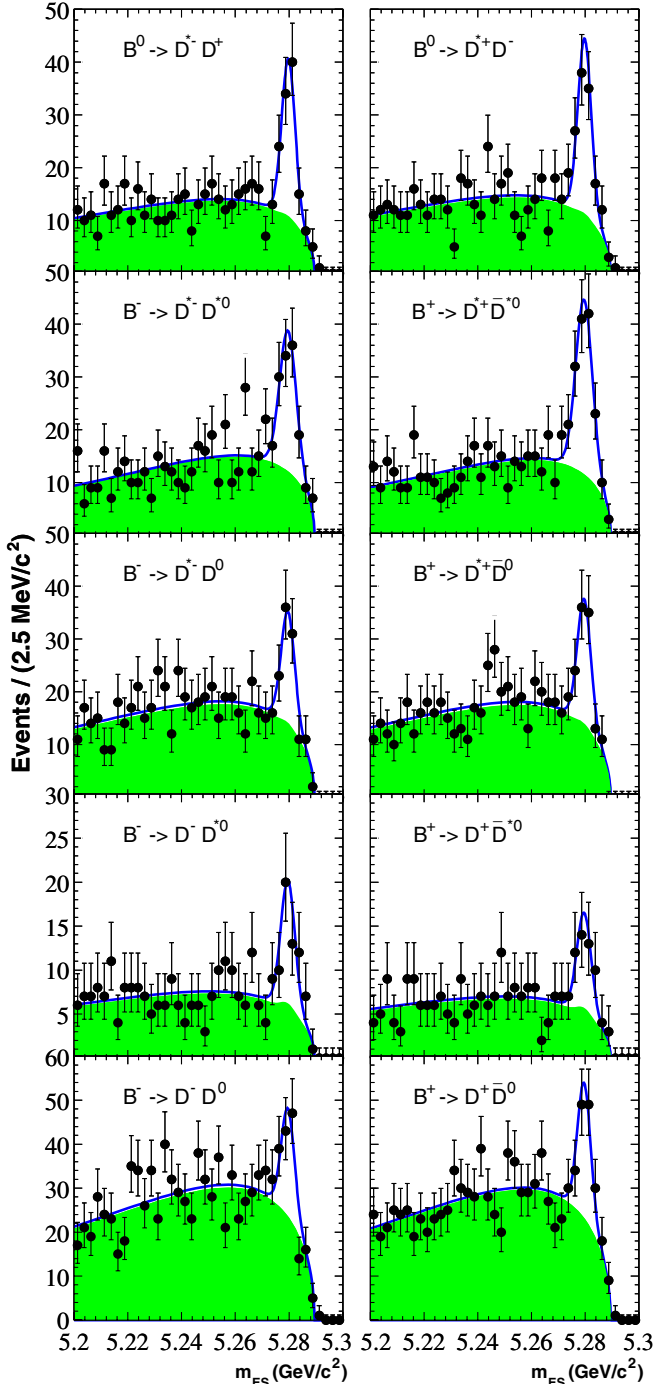 50
40
30
20
10
B⁰ -> D*⁻ D⁺
B⁰ -> D*⁺ D⁻
50
40
30
20
10
B⁻ -> D*⁻ D*⁰
B⁺ -> D*⁺ D̄*⁰
50
40
30
20
10
B⁻ -> D*⁻ D⁰
B⁺ -> D*⁺ D̄⁰
30
25
20
15
10
5
B⁻ -> D⁻ D*⁰
B⁺ -> D⁺ D̄*⁰
60
50
40
30
20
10
0
B⁻ -> D⁻ D⁰
B⁺ -> D⁺ D̄⁰
Events / (2.5 MeV/c²)
5.2 5.22 5.24 5.26 5.28 5.3
5.2 5.22 5.24 5.26 5.28 5.3
m_ES (GeV/c²)
m_ES (GeV/c²)